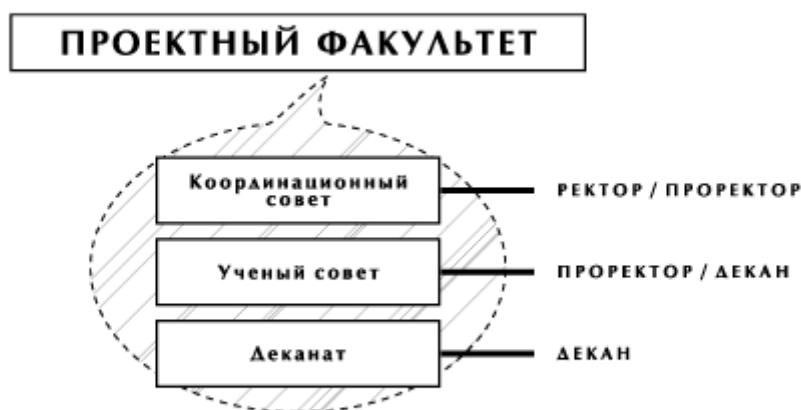 ПРОЕКТНЫЙ ФАКУЛЬТЕТ
Координационный
совет
РЕКТОР / ПРОРЕКТОР
Ученый совет
ПРОРЕКТОР / ДЕКАН
Деканат
ДЕКАН